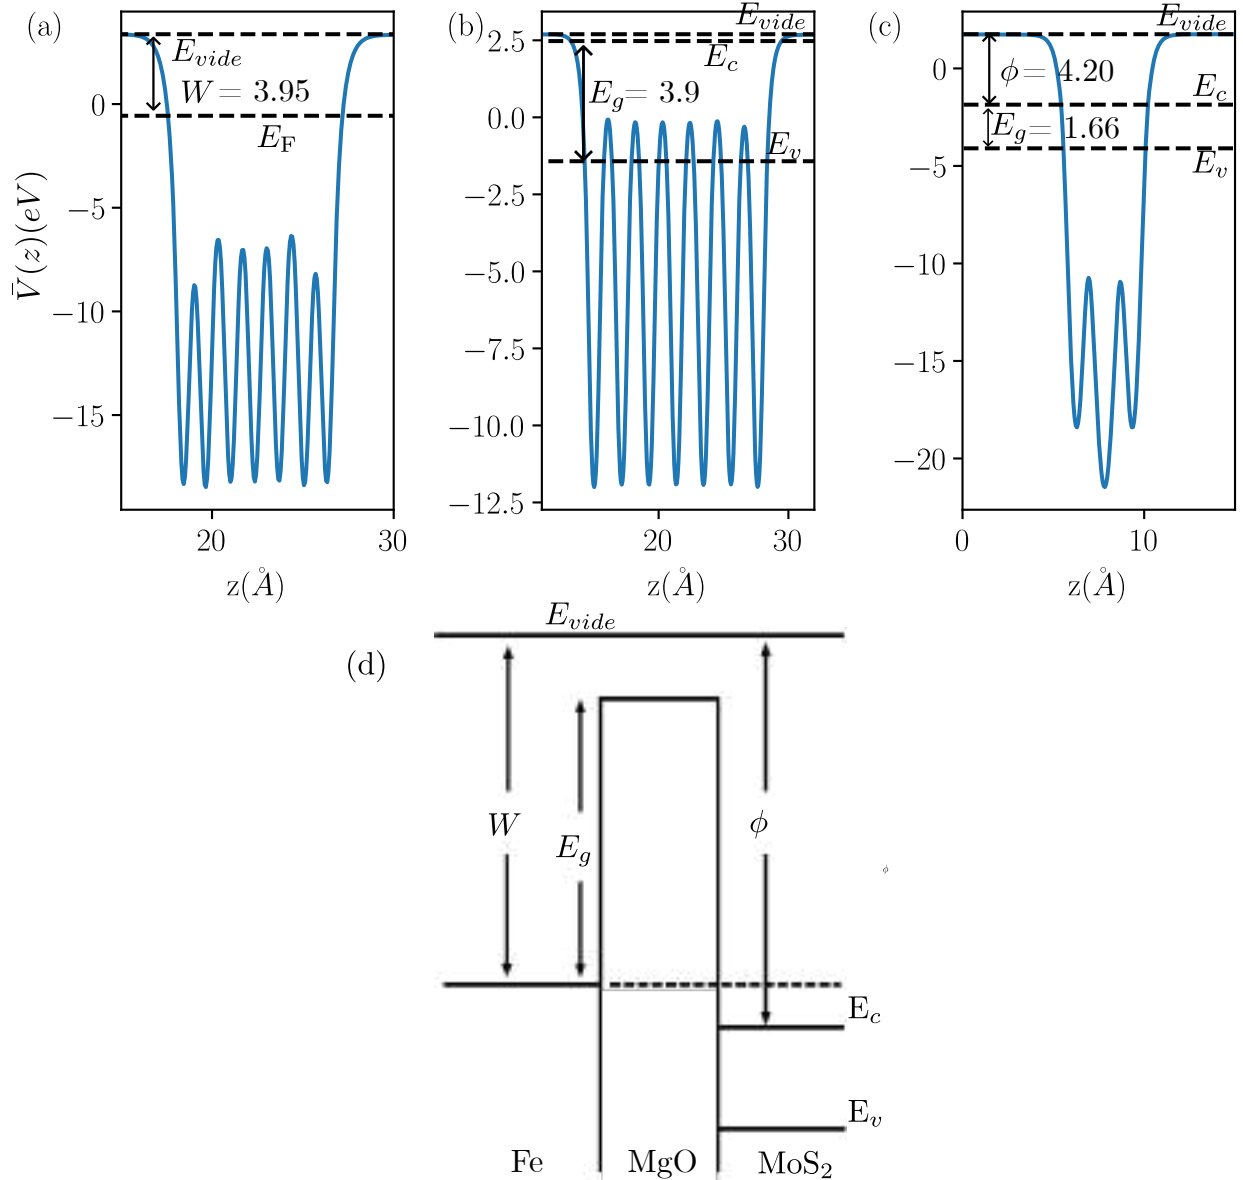 (a)
E_vide
W = 3.95
E_F
V̄(z)(eV)
0
−5
−10
−15
20
30
z(Å)
(b)
E_vide
E_c
E_g = 3.9
E_v
2.5
0.0
−2.5
−5.0
−7.5
−10.0
−12.5
20
30
z(Å)
(c)
E_vide
ϕ = 4.20
E_c
E_g = 1.66
E_v
0
−5
−10
−15
−20
0
10
z(Å)
(d)
E_vide
W
E_g
ϕ
ϕ
E_c
E_v
Fe
MgO
MoS₂